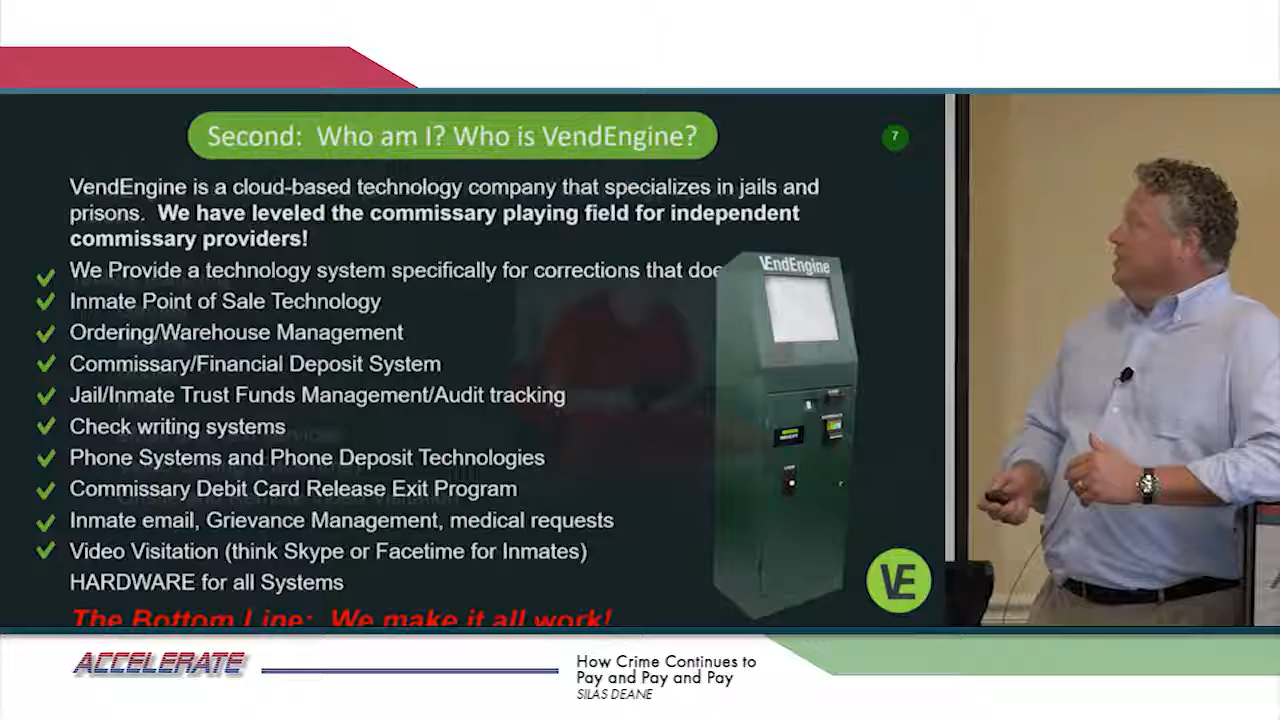 Second: Who am I? Who is VendEngine?
7
VendEngine is a cloud-based technology company that specializes in jails and
prisons. We have leveled the commissary playing field for independent
commissary providers!
We Provide a technology system specifically for corrections that doe
VEndEngine
Inmate Point of Sale Technology
Ordering/Warehouse Management
Commissary/Financial Deposit System
Jail/Inmate Trust Funds Management/Audit tracking
Check writing systems
Phone Systems and Phone Deposit Technologies
Commissary Debit Card Release Exit Program
Inmate email, Grievance Management, medical requests
Video Visitation (think Skype or Facetime for Inmates)
HARDWARE for all Systems
VE
The Bottom Line: We make it all work!
ACCELERATE
How Crime Continues to
Pay and Pay and Pay
SILAS DEANE